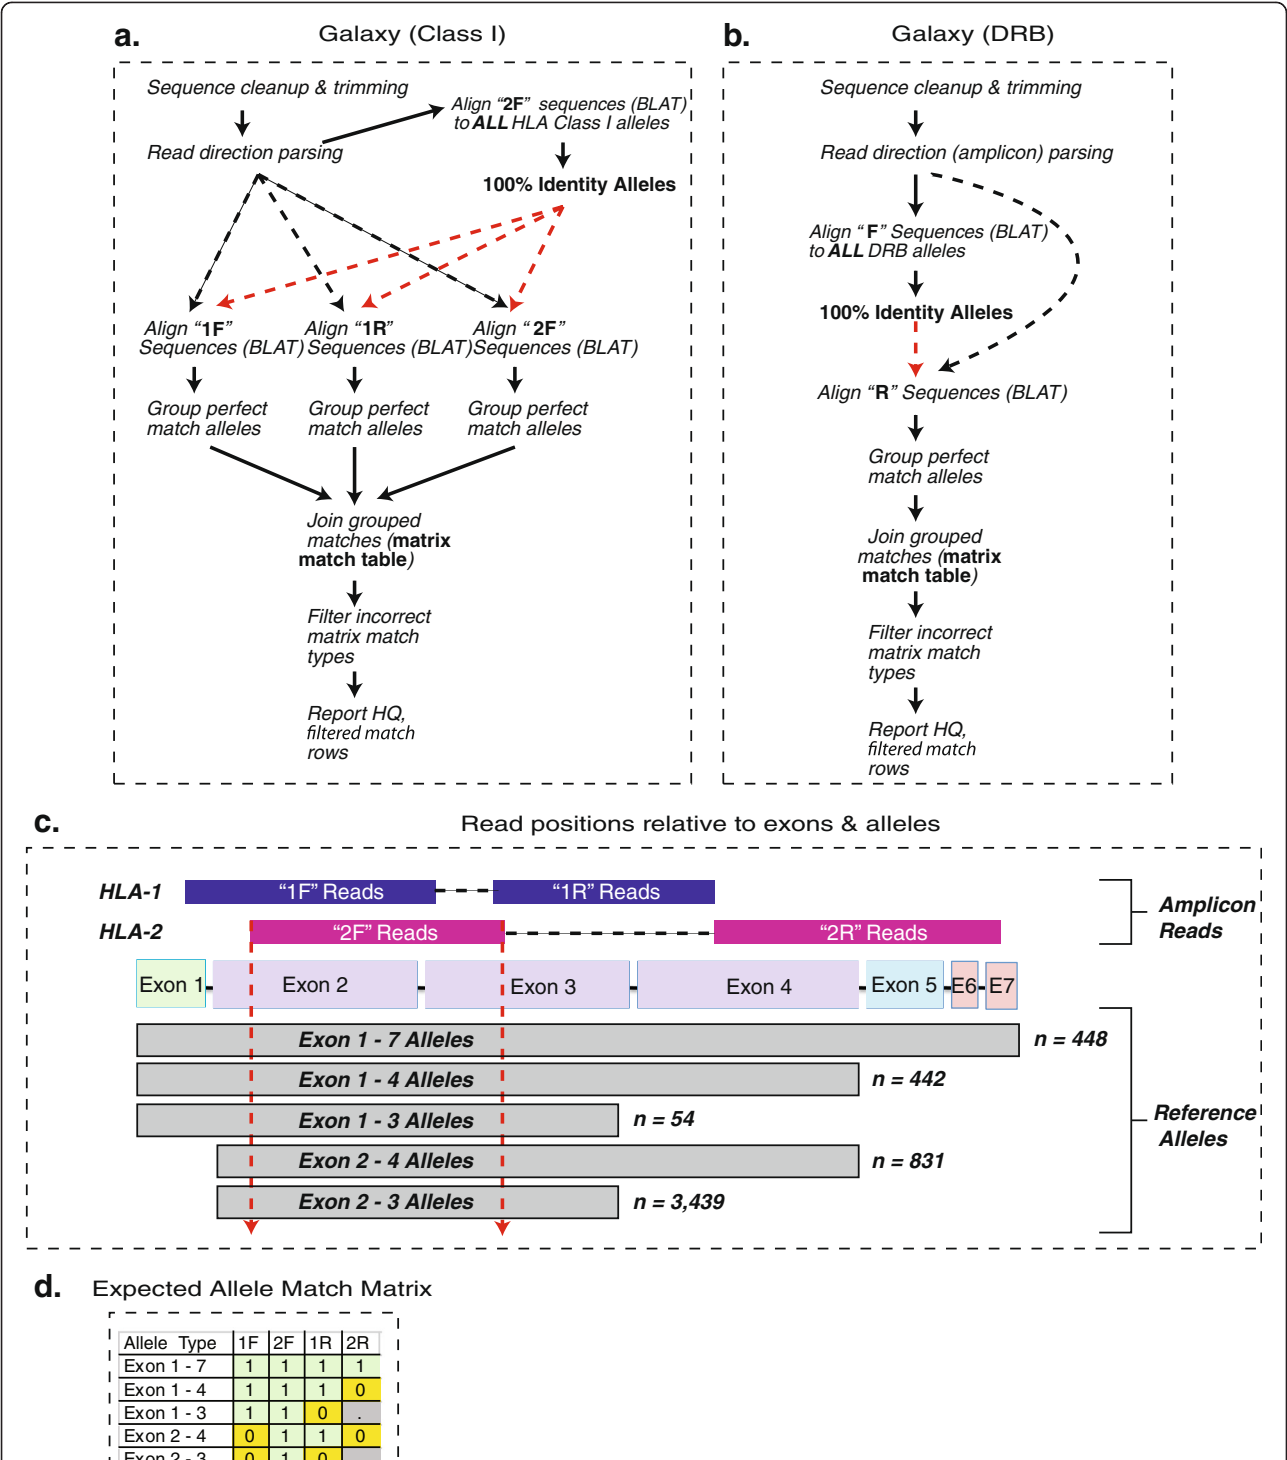 a.
Galaxy (Class I)
Sequence cleanup & trimming
Read direction parsing
Align “2F” sequences (BLAT)
to ALL HLA Class I alleles
100% Identity Alleles
Align “1F”
Sequences (BLAT)
Align “1R”
Sequences (BLAT)
Align “ 2F”
Sequences (BLAT)
Group perfect
match alleles
Group perfect
match alleles
Group perfect
match alleles
Join grouped
matches (matrix
match table)
Filter incorrect
matrix match
types
Report HQ,
filtered match
rows
b.
Galaxy (DRB)
Sequence cleanup & trimming
Read direction (amplicon) parsing
Align “ F” Sequences (BLAT)
to ALL DRB alleles
100% Identity Alleles
Align “R” Sequences (BLAT)
Group perfect
match alleles
Join grouped
matches (matrix
match table)
Filter incorrect
matrix match
types
Report HQ,
filtered match
rows
c.
Read positions relative to exons & alleles
HLA-1 “1F” Reads “1R” Reads
HLA-2 “2F” Reads “2R” Reads
Amplicon
Reads
Exon 1 Exon 2 Exon 3 Exon 4 Exon 5 E6 E7
Exon 1 - 7 Alleles n = 448
Exon 1 - 4 Alleles n = 442
Exon 1 - 3 Alleles n = 54
Exon 2 - 4 Alleles n = 831
Exon 2 - 3 Alleles n = 3,439
Reference
Alleles
d.
Expected Allele Match Matrix
Allele Type 1F 2F 1R 2R
Exon 1 - 7 1 1 1 1
Exon 1 - 4 1 1 1 0
Exon 1 - 3 1 1 0 .
Exon 2 - 4 0 1 1 0
Exon 2 - 3 0 1 0